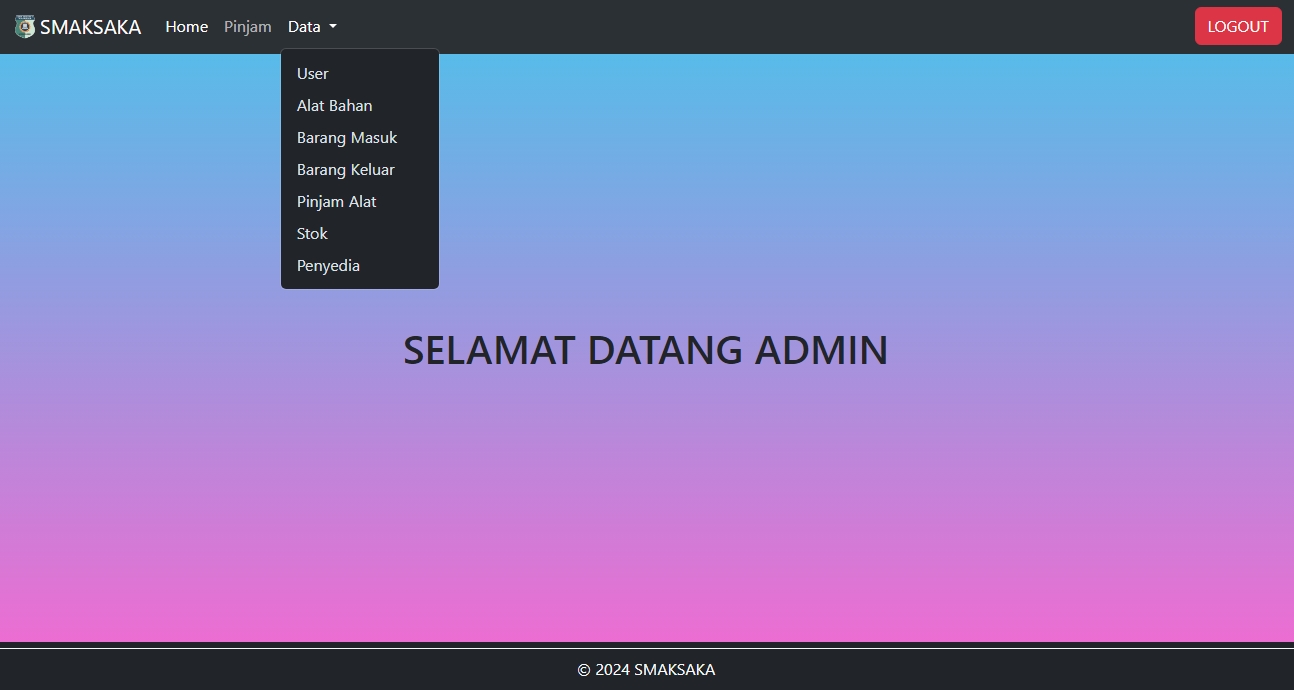 SMAKSAKA Home Pinjam Data LOGOUT
User
Alat Bahan
Barang Masuk
Barang Keluar
Pinjam Alat
Stok
Penyedia
SELAMAT DATANG ADMIN
© 2024 SMAKSAKA